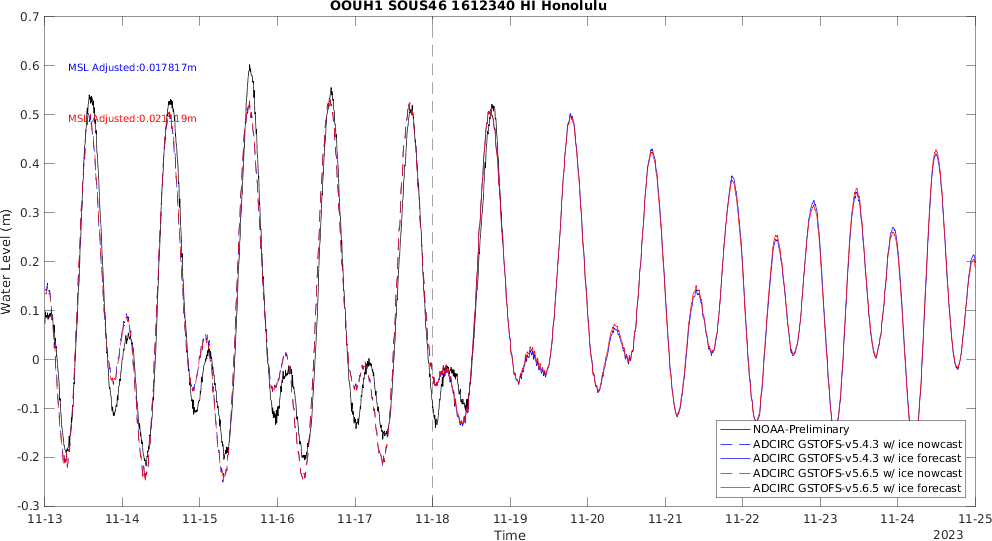 OOUH1 SOUS46 1612340 HI Honolulu
0.7
0.6
0.5
0.4
0.3
0.2
0.1
0
-0.1
-0.2
-0.3
Water Level (m)
MSL Adjusted:0.017817m
MSL Adjusted:0.021119m
NOAA-Preliminary
ADCIRC GSTOFS-v5.4.3 w/ ice nowcast
ADCIRC GSTOFS-v5.4.3 w/ ice forecast
ADCIRC GSTOFS-v5.6.5 w/ ice nowcast
ADCIRC GSTOFS-v5.6.5 w/ ice forecast
11-13 11-14 11-15 11-16 11-17 11-18 11-19 11-20 11-21 11-22 11-23 11-24 11-25
Time
2023